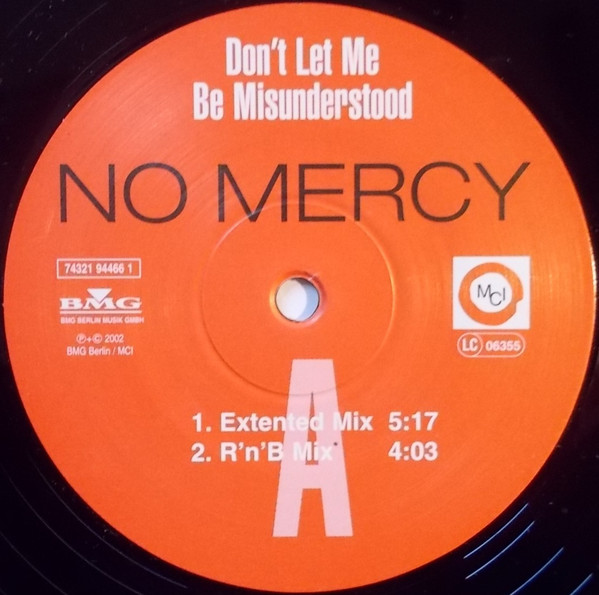 Don't Let Me
Be Misunderstood
NO MERCY
74321 94466 1
BMG
BMG BERLIN MUSIK GMBH
℗+© 2002
BMG Berlin / MCI
MCI
LC 06355
A
1. Extented Mix 5:17
2. R'n'B Mix* 4:03